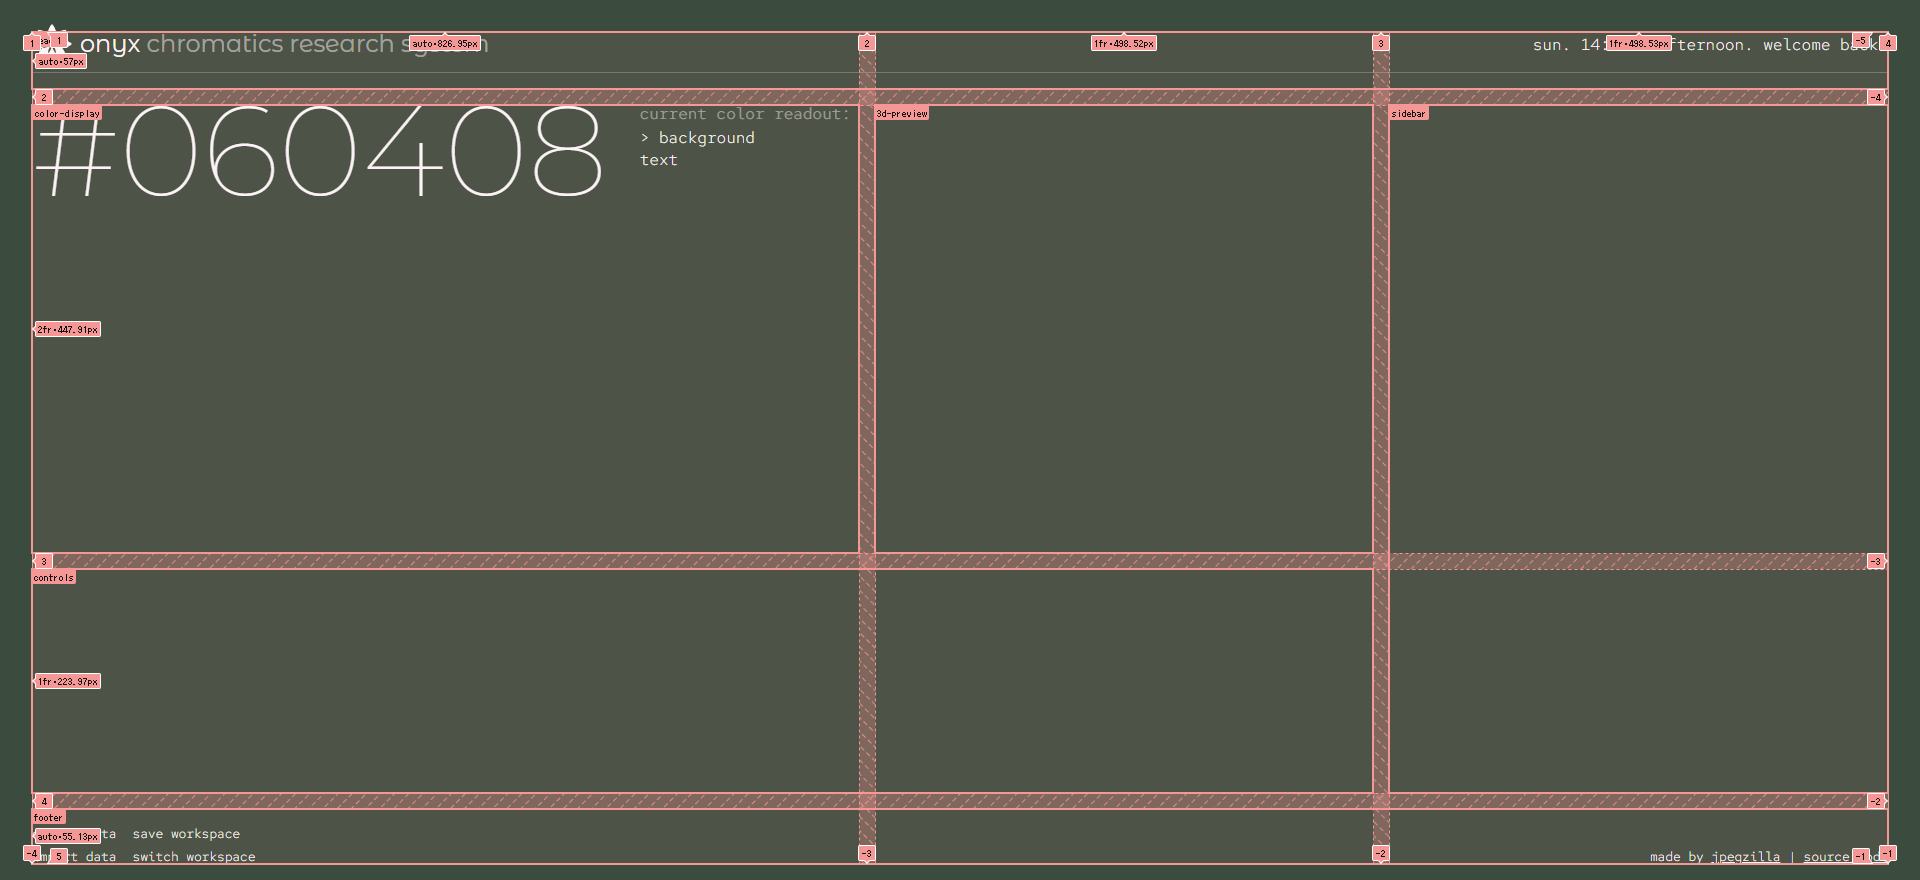 onyx chromatics research system
sun. 14: fternoon. welcome back
1
1
auto•826.95px
2
1fr•498.52px
3
1fr•498.53px
-5
4
auto•57px
2
-4
color-display
3d-preview
sidebar
#060408
current color readout:
> background
text
2fr•447.91px
3
-3
controls
1fr•223.97px
4
-2
footer
auto•55.13px
save workspace
-4
5
data
switch workspace
-3
-2
made by jpegzilla | source
-1
-1